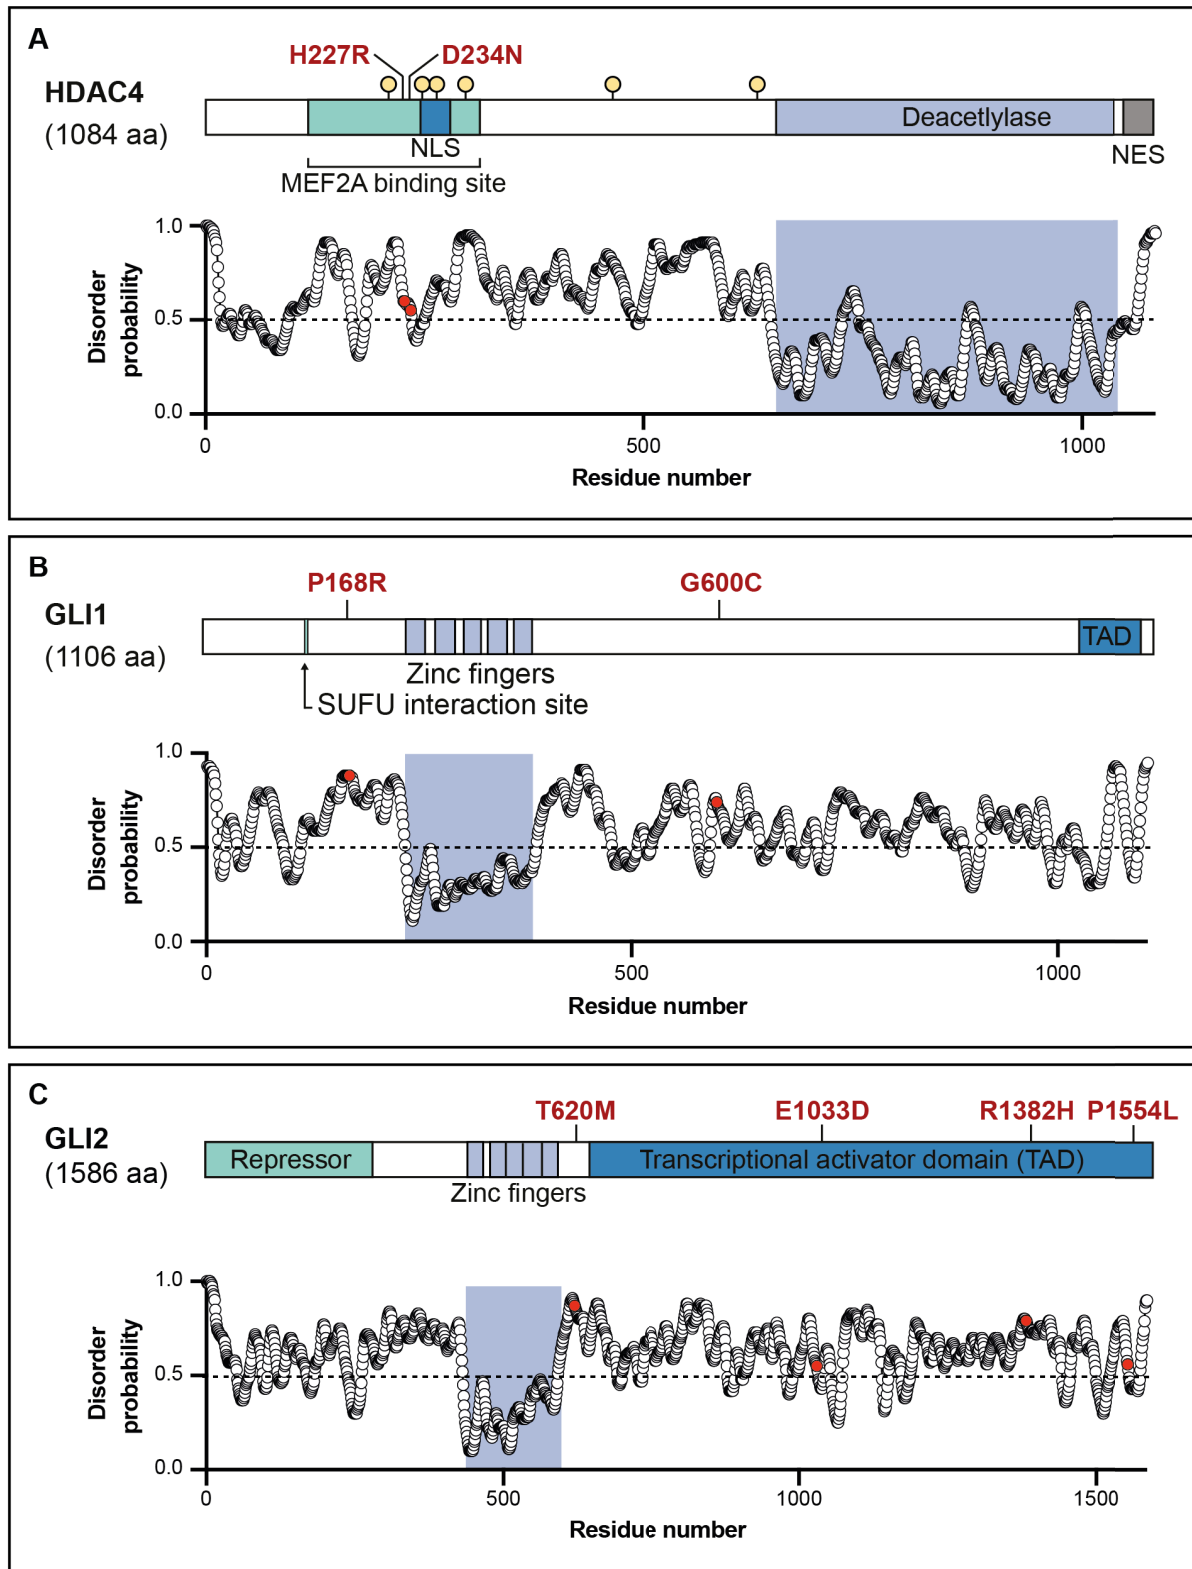 A
H227R D234N
HDAC4
(1084 aa)
Deacetlylase
NLS
NES
MEF2A binding site
1.0
0.5
0.0
Disorder
probability
0 500 1000
Residue number
B
P168R G600C
GLI1
(1106 aa)
TAD
Zinc fingers
SUFU interaction site
1.0
0.5
0.0
Disorder
probability
0 500 1000
Residue number
C
T620M E1033D R1382H P1554L
GLI2
(1586 aa)
Repressor Transcriptional activator domain (TAD)
Zinc fingers
1.0
0.5
0.0
Disorder
probability
0 500 1000 1500
Residue number